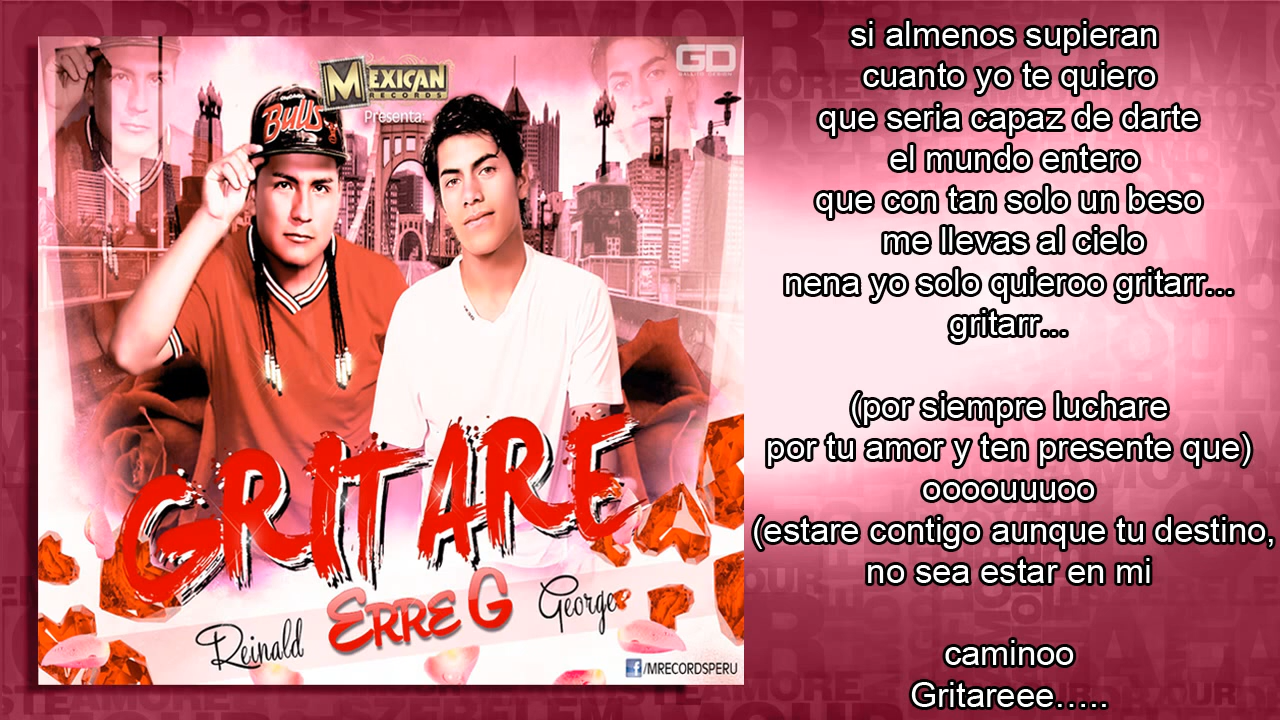 GD
GALLITO DESIGN
MEXICAN
RECORDS
Presenta:
BULLS
GRITARE
ERRE G
Reinald
George
f/MRECORDSPERU
si almenos supieran
cuanto yo te quiero
que seria capaz de darte
el mundo entero
que con tan solo un beso
me llevas al cielo
nena yo solo quieroo gritarr...
gritarr...
(por siempre luchare
por tu amor y ten presente que)
oooouuuoo
(estare contigo aunque tu destino,
no sea estar en mi
caminoo
Gritareee…..